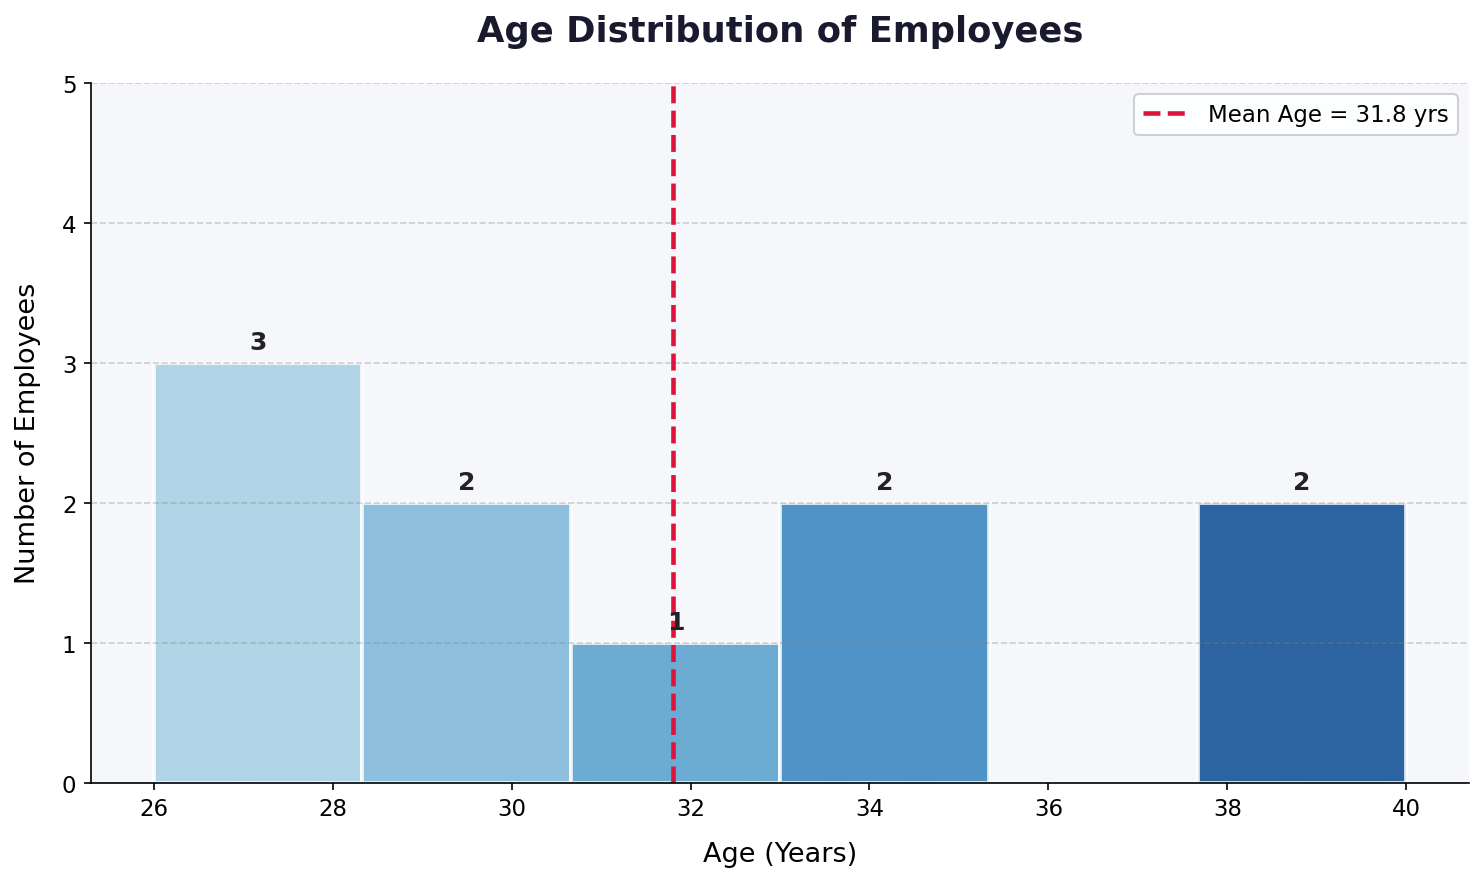 Age Distribution of Employees
Mean Age = 31.8 yrs
Number of Employees
5
4
3
2
1
0
3
2
1
2
2
26 28 30 32 34 36 38 40
Age (Years)